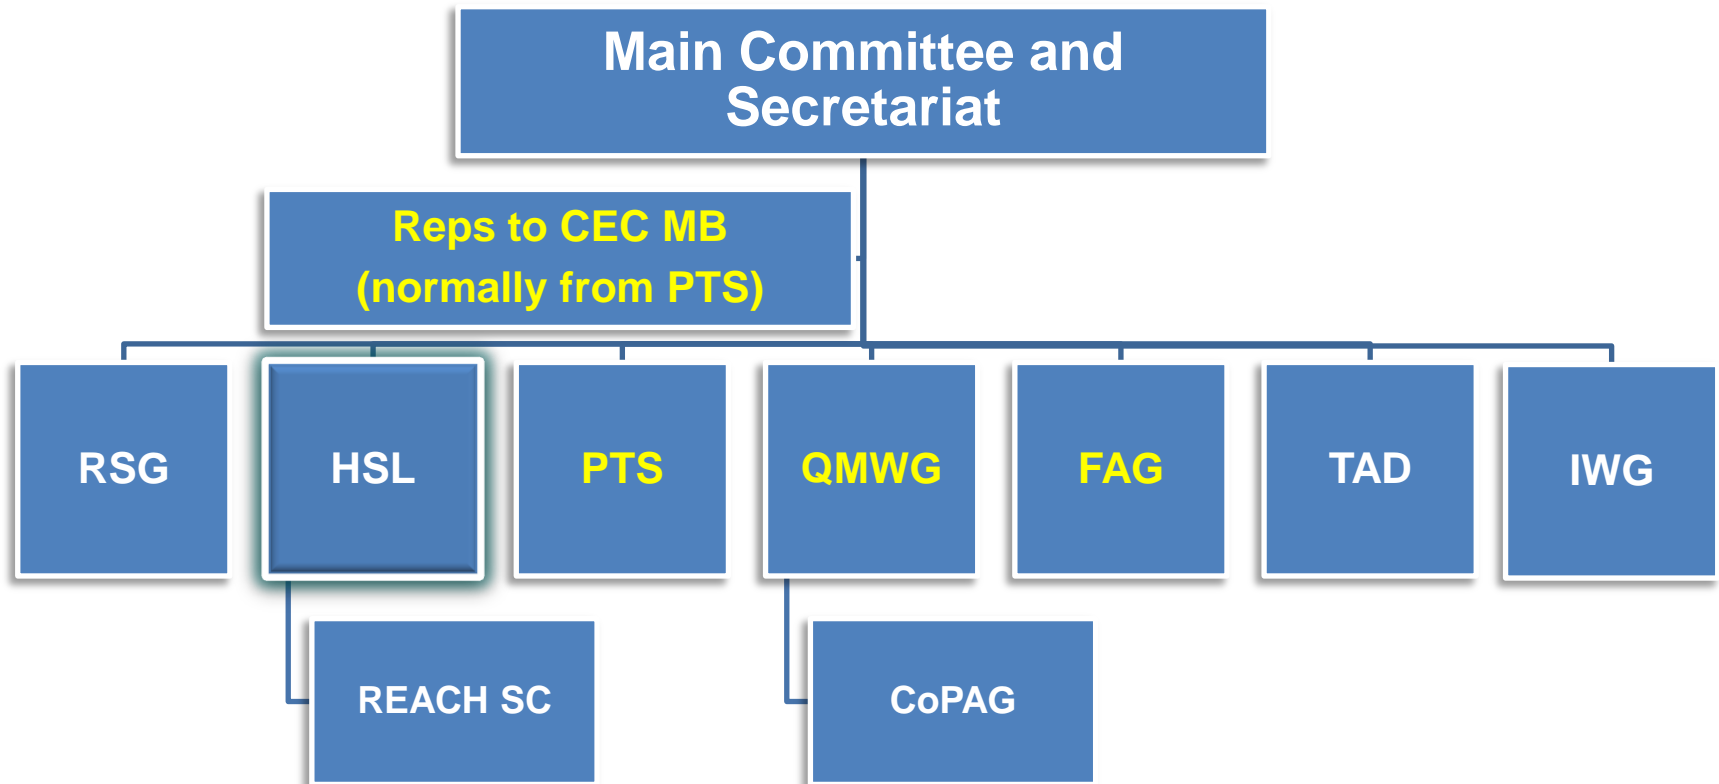 Main Committee and
Secretariat
Reps to CEC MB
(normally from PTS)
RSG
HSL
PTS
QMWG
FAG
TAD
IWG
REACH SC
CoPAG